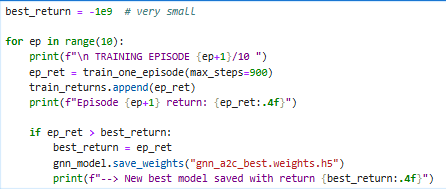 best_return = -1e9  # very small

for ep in range(10):
    print(f"\n TRAINING EPISODE {ep+1}/10 ")
    ep_ret = train_one_episode(max_steps=900)
    train_returns.append(ep_ret)
    print(f"Episode {ep+1} return: {ep_ret:.4f}")

    if ep_ret > best_return:
        best_return = ep_ret
        gnn_model.save_weights("gnn_a2c_best.weights.h5")
        print(f"--> New best model saved with return {best_return:.4f}")